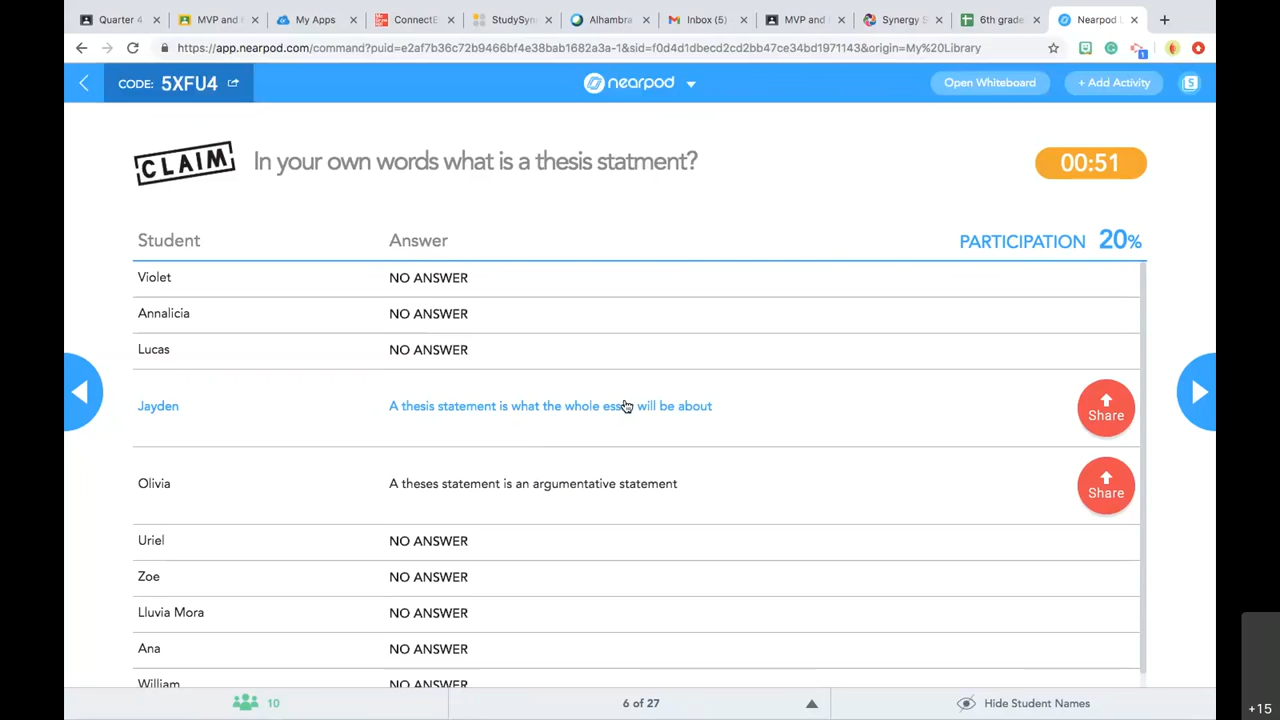 Quarter 4
MVP and
My Apps
ConnectE
StudySyn
Alhambra
Inbox (5)
MVP and
Synergy S
6th grade
Nearpod L
https://app.nearpod.com/command?puid=e2af7b36c72b9466bf4e38bab1682a3a-1&sid=f0d4d1dbecd2cd2bb47ce34bd1971143&origin=My%20Library
CODE: 5XFU4
nearpod
Open Whiteboard
+ Add Activity
S
CLAIM
In your own words what is a thesis statment?
00:51
Student Answer PARTICIPATION 20%
Violet NO ANSWER
Annalicia NO ANSWER
Lucas NO ANSWER
Jayden A thesis statement is what the whole essay will be about Share
Olivia A theses statement is an argumentative statement Share
Uriel NO ANSWER
Zoe NO ANSWER
Lluvia Mora NO ANSWER
Ana NO ANSWER
William NO ANSWER
10 6 of 27 Hide Student Names
+15